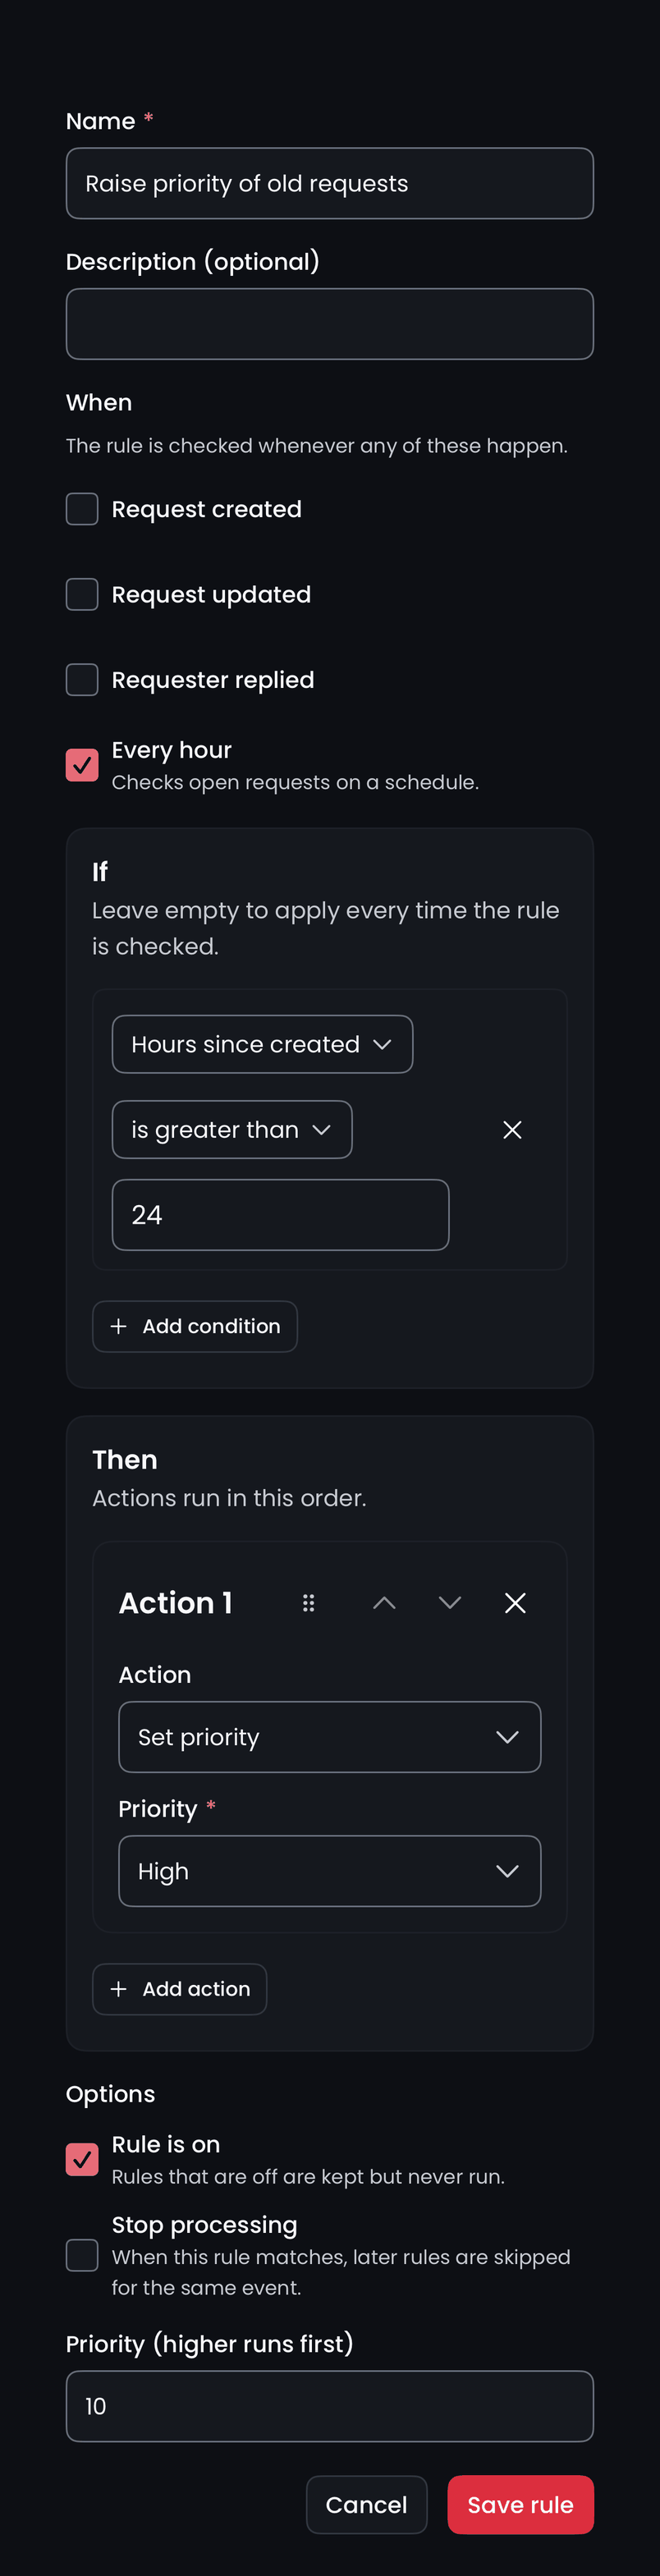 Name *
Raise priority of old requests
Description (optional)
When
The rule is checked whenever any of these happen.
Request created
Request updated
Requester replied
Every hour
Checks open requests on a schedule.
If
Leave empty to apply every time the rule
is checked.
Hours since created
is greater than
24
Add condition
Then
Actions run in this order.
Action 1
Action
Set priority
Priority *
High
Add action
Options
Rule is on
Rules that are off are kept but never run.
Stop processing
When this rule matches, later rules are skipped
for the same event.
Priority (higher runs first)
10
Cancel
Save rule